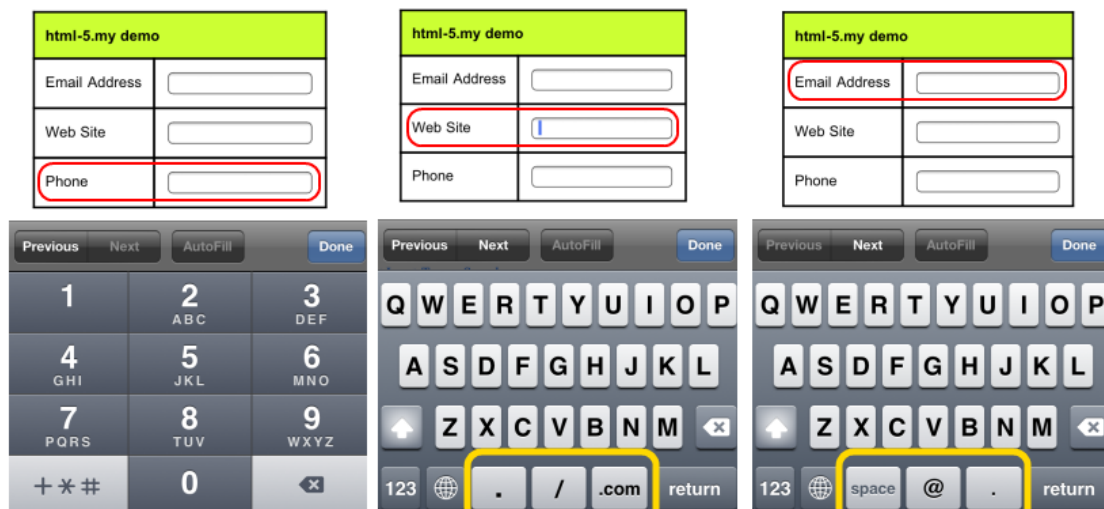 html-5.my demo
Email Address
Web Site
Phone
Previous Next AutoFill Done
1 2 3
ABC DEF
4 5 6
GHI JKL MNO
7 8 9
PQRS TUV WXYZ
+*# 0
html-5.my demo
Email Address
Web Site
Phone
Previous Next AutoFill Done
Q W E R T Y U I O P
A S D F G H J K L
Z X C V B N M
123 . / .com return
html-5.my demo
Email Address
Web Site
Phone
Previous Next AutoFill Done
Q W E R T Y U I O P
A S D F G H J K L
Z X C V B N M
123 space @ . return